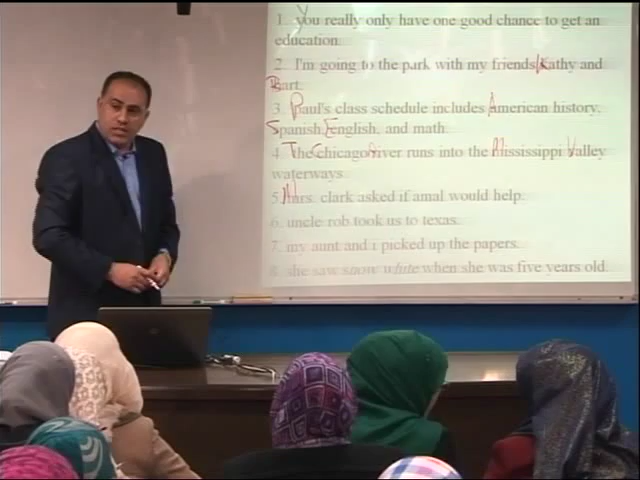 1. you really only have one good chance to get an
education.
2. I'm going to the park with my friends Kathy and
Bart.
3. Paul's class schedule includes American history,
Spanish, English, and math.
4. The Chicago River runs into the Mississippi Valley
waterways.
5. Mrs. clark asked if amal would help.
6. uncle rob took us to texas.
7. my aunt and i picked up the papers.
8. she saw snow white when she was five years old.